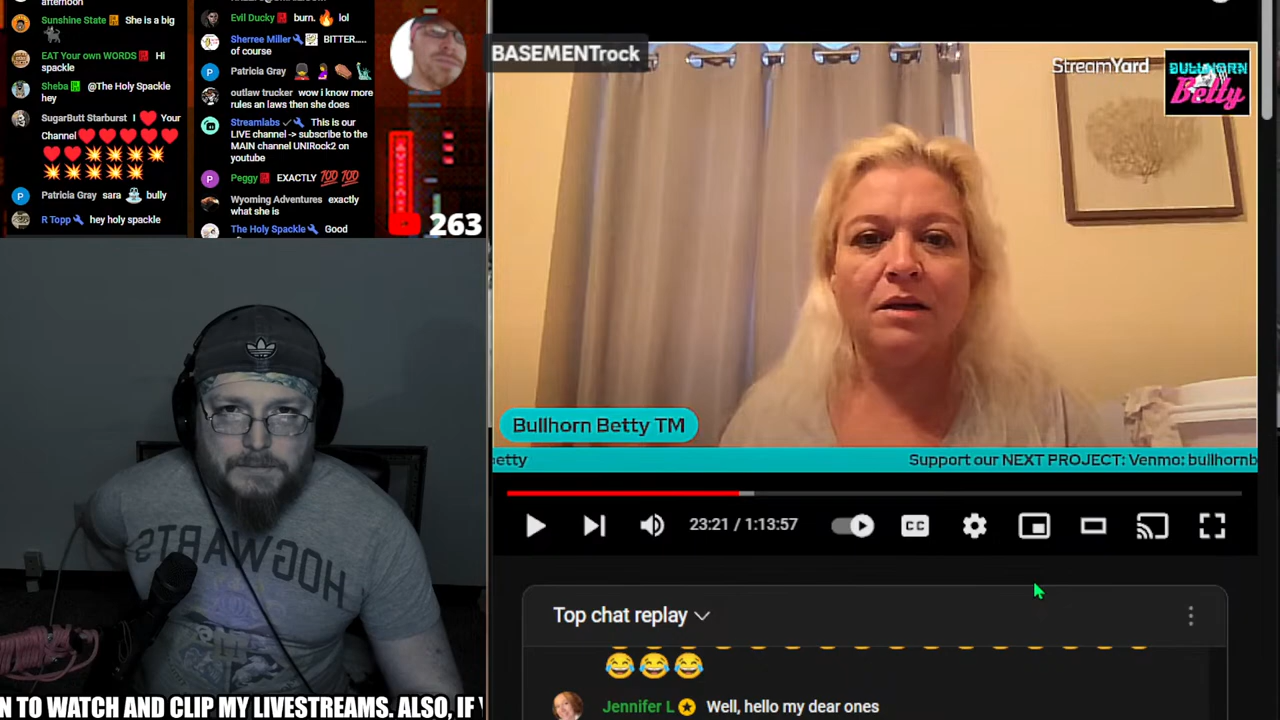 afternoon
Sunshine State She is a big
EAT Your own WORDS Hi
spackle
Sheba @The Holy Spackle
hey
SugarButt Starburst I ❤️ Your
Channel ❤️❤️❤️❤️❤️
❤️❤️💥💥💥💥
💥💥💥💥💥
Patricia Gray sara bully
R Topp hey holy spackle
Evil Ducky burn. 🔥 lol
Sherree Miller BITTER.....
of course
Patricia Gray
outlaw trucker wow i know more
rules an laws then she does
Streamlabs This is our
LIVE channel -> subscribe to the
MAIN channel UNIRock2 on
youtube
Peggy EXACTLY 💯 💯
Wyoming Adventures exactly
what she is
The Holy Spackle Good
263
HOGWARTS
N TO WATCH AND CLIP MY LIVESTREAMS. ALSO, IF
BASEMENTrock
StreamYard
BULLHORN
Betty
Bullhorn Betty TM
etty Support our NEXT PROJECT: Venmo: bullhornb
23:21 / 1:13:57
CC
Top chat replay
😂😂😂
Jennifer L Well, hello my dear ones